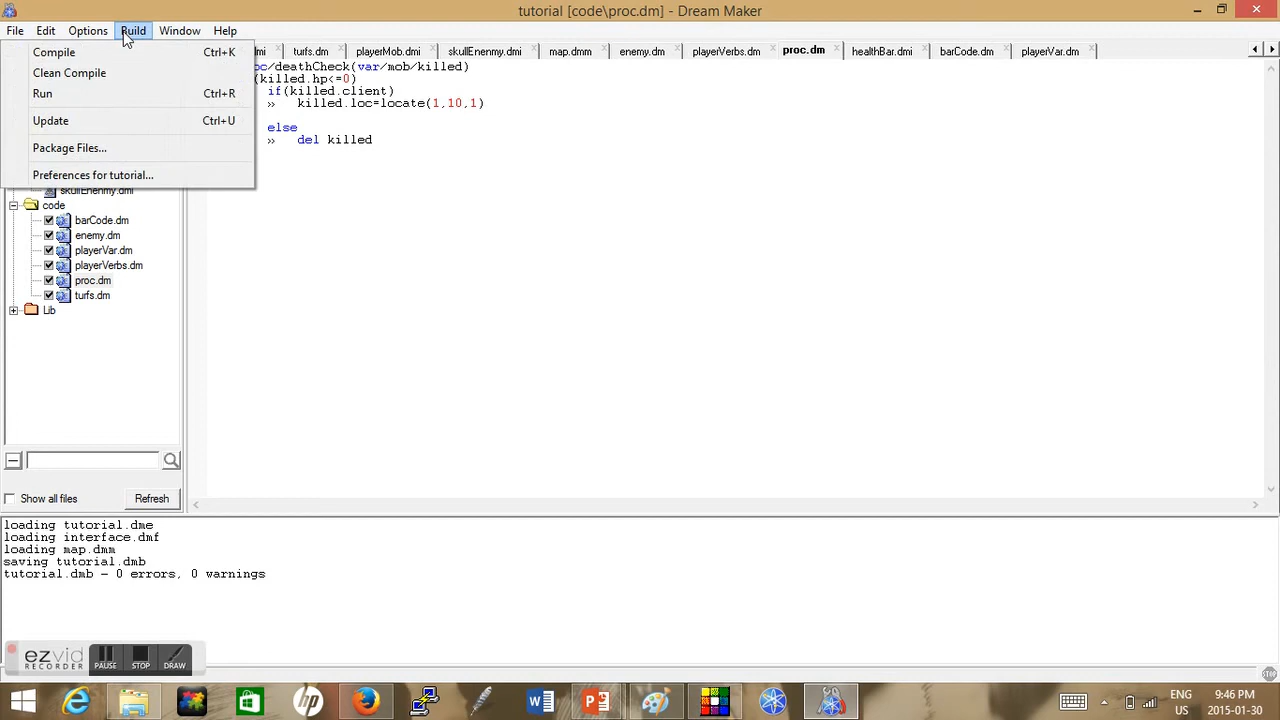 tutorial [code\proc.dm] - Dream Maker
File Edit Options Build Window Help
Compile Ctrl+K
Clean Compile
Run Ctrl+R
Update Ctrl+U
Package Files...
Preferences for tutorial...
dmi turfs.dm playerMob.dmi skullEnenmy.dmi map.dmm enemy.dm playerVerbs.dm proc.dm healthBar.dmi barCode.dm playerVar.dm
oc/deathCheck(var/mob/killed)
(killed.hp<=0)
if(killed.client)
» killed.loc=locate(1,10,1)
else
» del killed
skullEnenmy.dmi
code
barCode.dm
enemy.dm
playerVar.dm
playerVerbs.dm
proc.dm
turfs.dm
Lib
Show all files Refresh
loading tutorial.dme
loading interface.dmf
loading map.dmm
saving tutorial.dmb
tutorial.dmb - 0 errors, 0 warnings
ezvid
RECORDER
PAUSE STOP DRAW
ENG
US
9:46 PM
2015-01-30